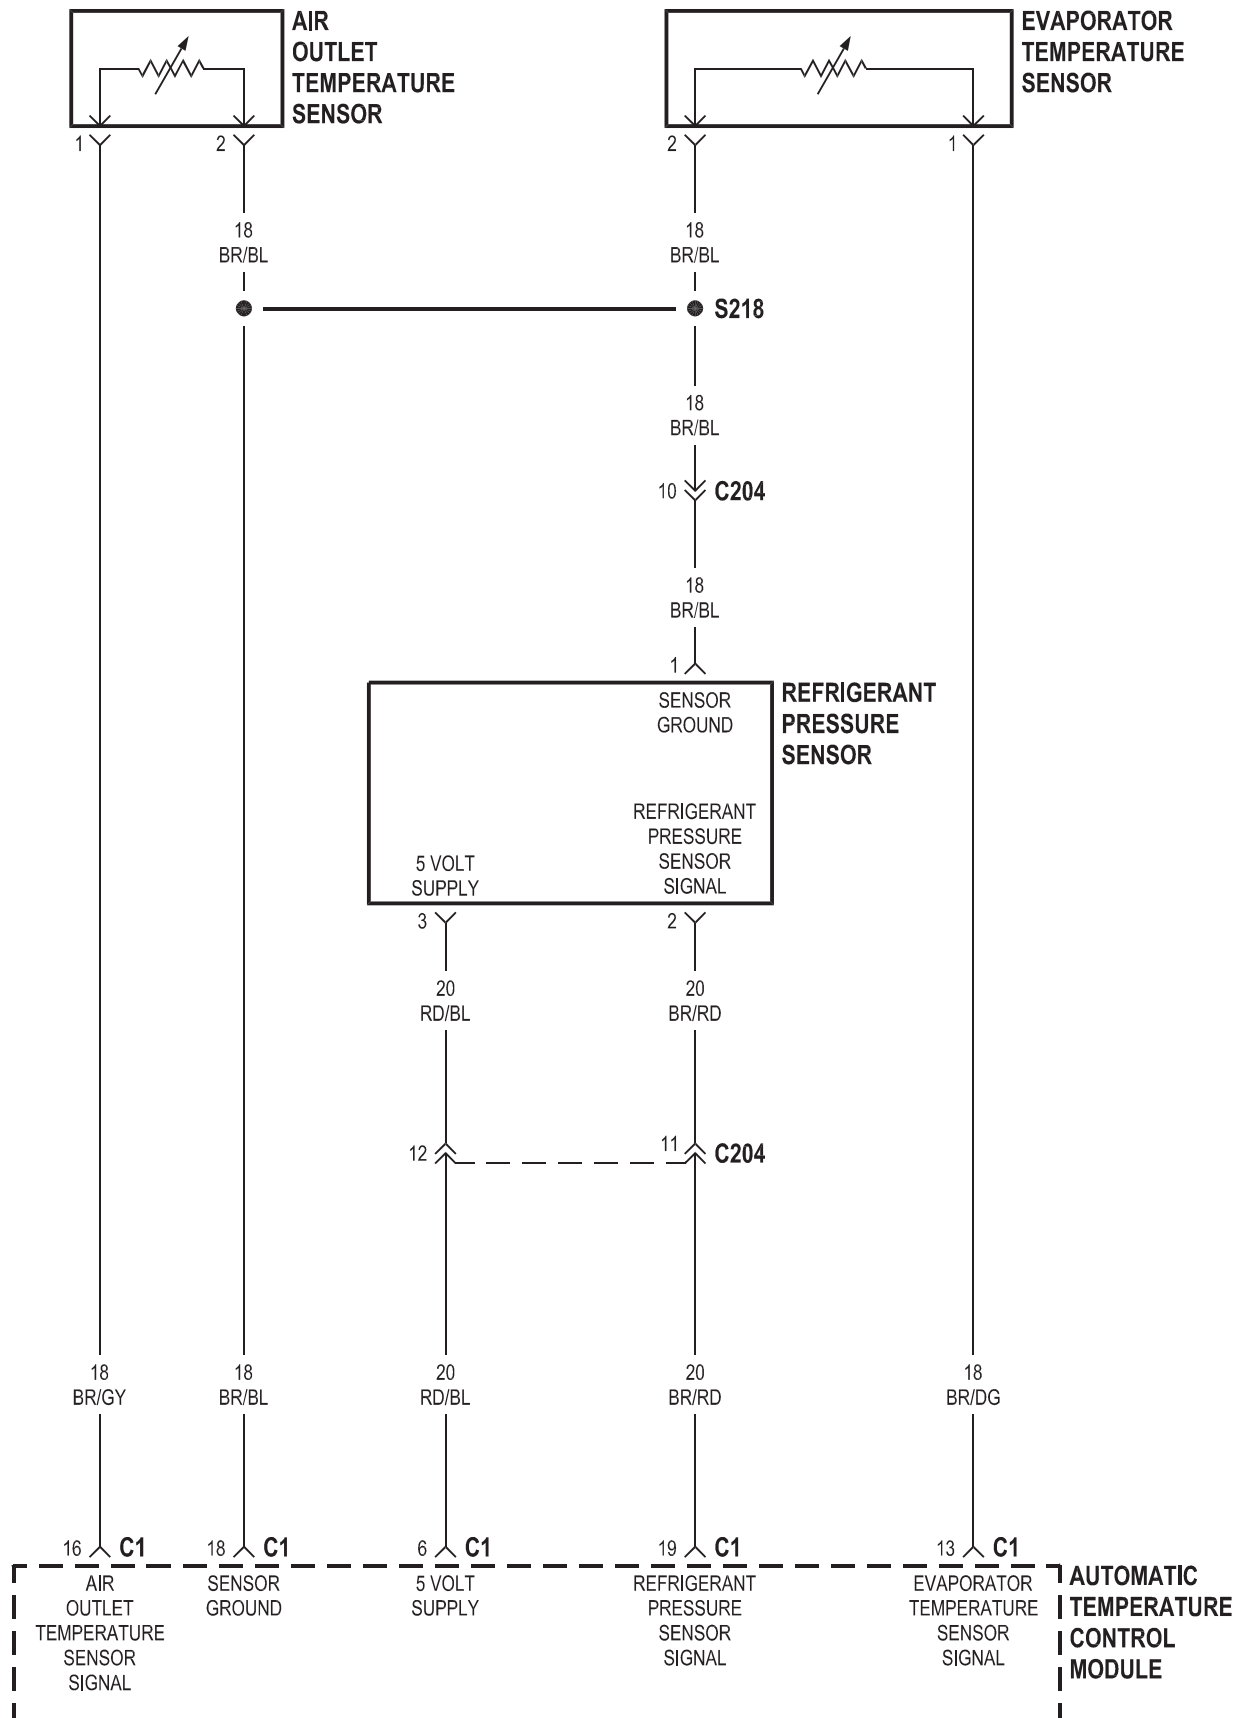 AIR
OUTLET
TEMPERATURE
SENSOR
EVAPORATOR
TEMPERATURE
SENSOR
1
2
2
1
18
BR/BL
18
BR/BL
S218
18
BR/BL
10
C204
18
BR/BL
1
SENSOR
GROUND
REFRIGERANT
PRESSURE
SENSOR
REFRIGERANT
PRESSURE
SENSOR
SIGNAL
5 VOLT
SUPPLY
3
2
20
RD/BL
20
BR/RD
12
11
C204
18
BR/GY
18
BR/BL
20
RD/BL
20
BR/RD
18
BR/DG
16 C1
18 C1
6 C1
19 C1
13 C1
AIR
OUTLET
TEMPERATURE
SENSOR
SIGNAL
SENSOR
GROUND
5 VOLT
SUPPLY
REFRIGERANT
PRESSURE
SENSOR
SIGNAL
EVAPORATOR
TEMPERATURE
SENSOR
SIGNAL
AUTOMATIC
TEMPERATURE
CONTROL
MODULE